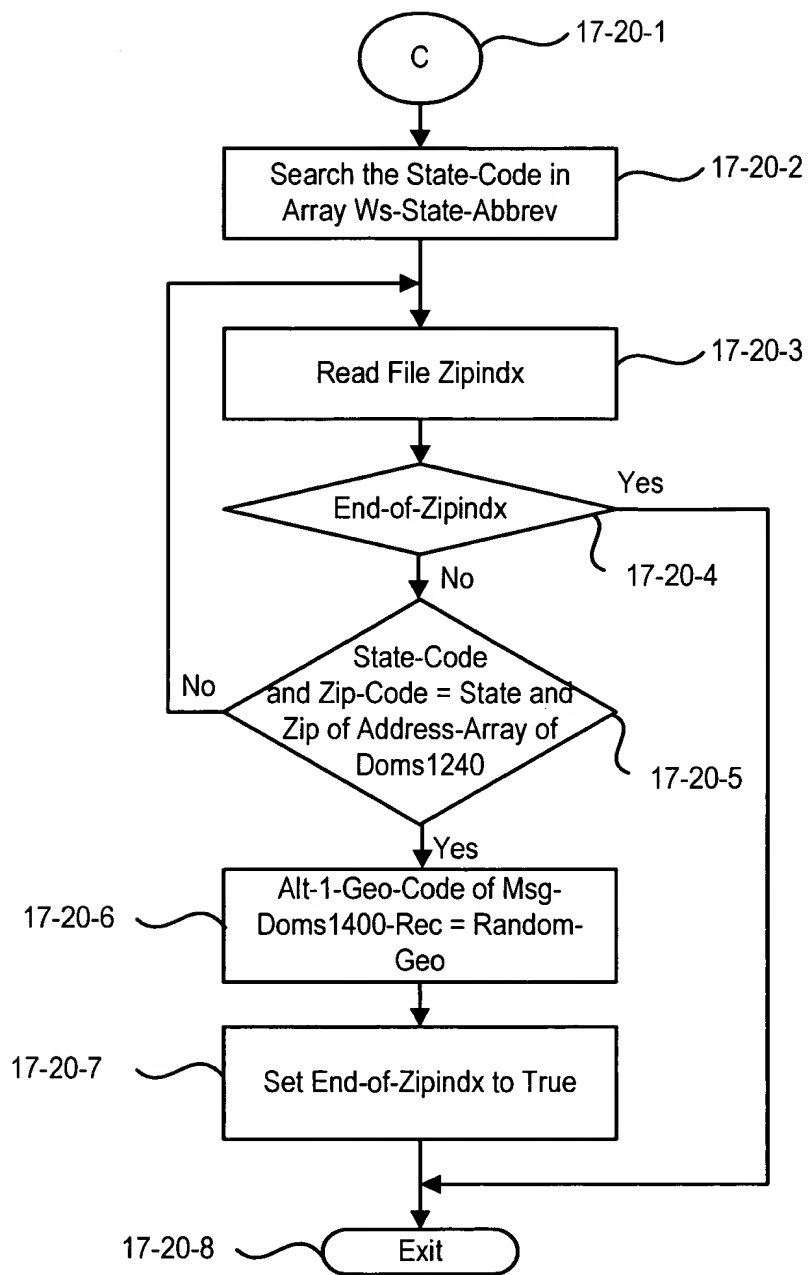 C
17-20-1
Search the State-Code in
Array Ws-State-Abbrev
17-20-2
Read File Zipindx
17-20-3
End-of-Zipindx
Yes
17-20-4
No
State-Code
and Zip-Code = State and
Zip of Address-Array of
Doms1240
No
17-20-5
Yes
Alt-1-Geo-Code of Msg-
Doms1400-Rec = Random-
Geo
17-20-6
Set End-of-Zipindx to True
17-20-7
Exit
17-20-8